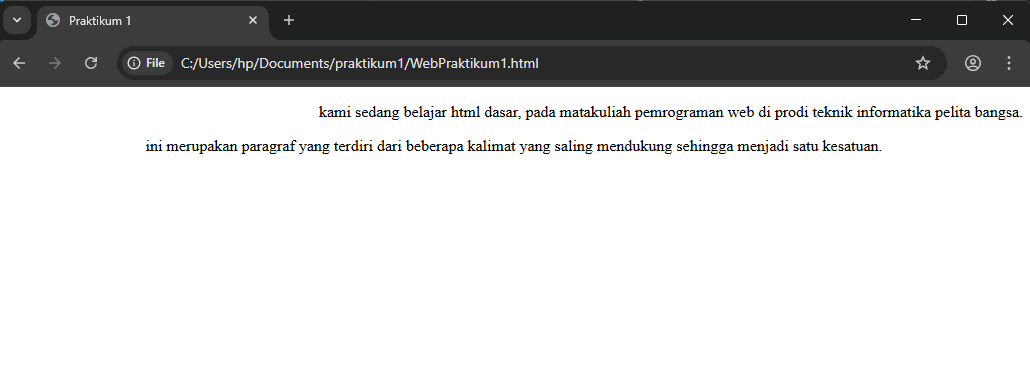 Praktikum 1
File
C:/Users/hp/Documents/praktikum1/WebPraktikum1.html
kami sedang belajar html dasar, pada matakuliah pemrograman web di prodi teknik informatika pelita bangsa.
ini merupakan paragraf yang terdiri dari beberapa kalimat yang saling mendukung sehingga menjadi satu kesatuan.